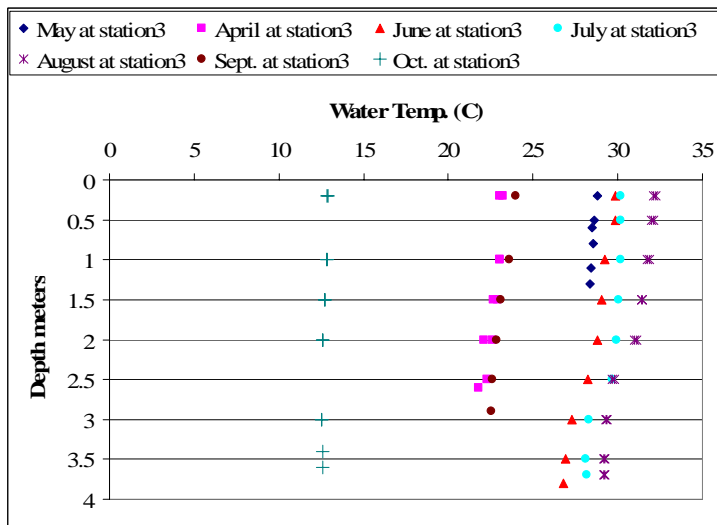 May at station3 April at station3 June at station3 July at station3
August at station3 Sept. at station3 Oct. at station3
Water Temp. (C)
0 5 10 15 20 25 30 35
0
0.5
1
1.5
2
2.5
3
3.5
4
Depth meters